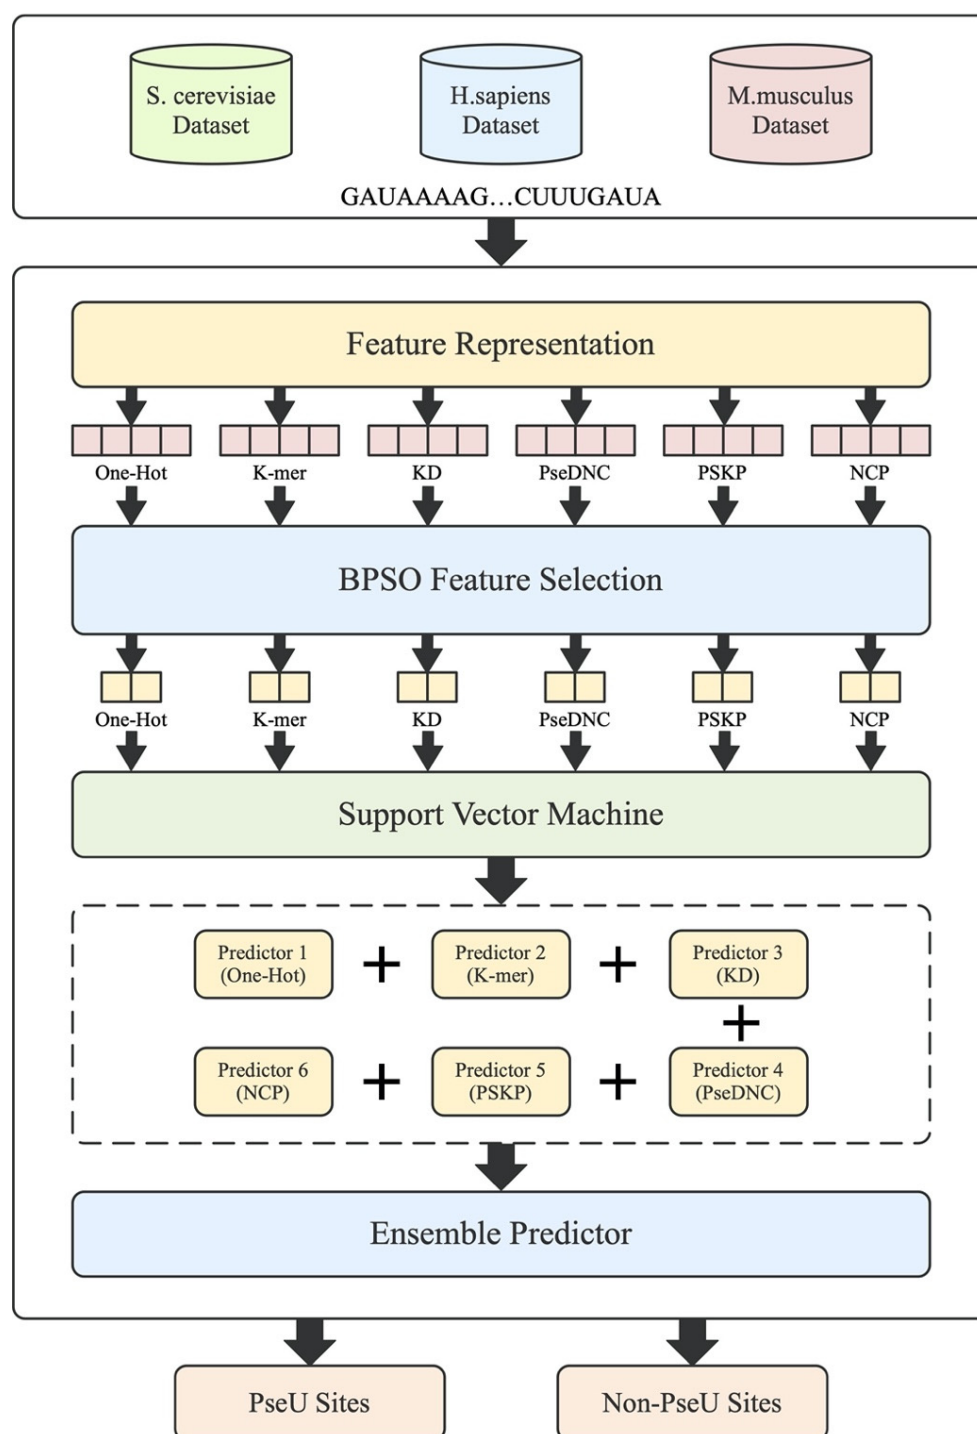 S. cerevisiae
Dataset
H.sapiens
Dataset
M.musculus
Dataset
GAUAAAAG...CUUUGAUA
Feature Representation
One-Hot K-mer KD PseDNC PSKP NCP
BPSO Feature Selection
One-Hot K-mer KD PseDNC PSKP NCP
Support Vector Machine
Predictor 1
(One-Hot)
+
Predictor 2
(K-mer)
+
Predictor 3
(KD)
+
Predictor 6
(NCP)
+
Predictor 5
(PSKP)
+
Predictor 4
(PseDNC)
Ensemble Predictor
PseU Sites
Non-PseU Sites